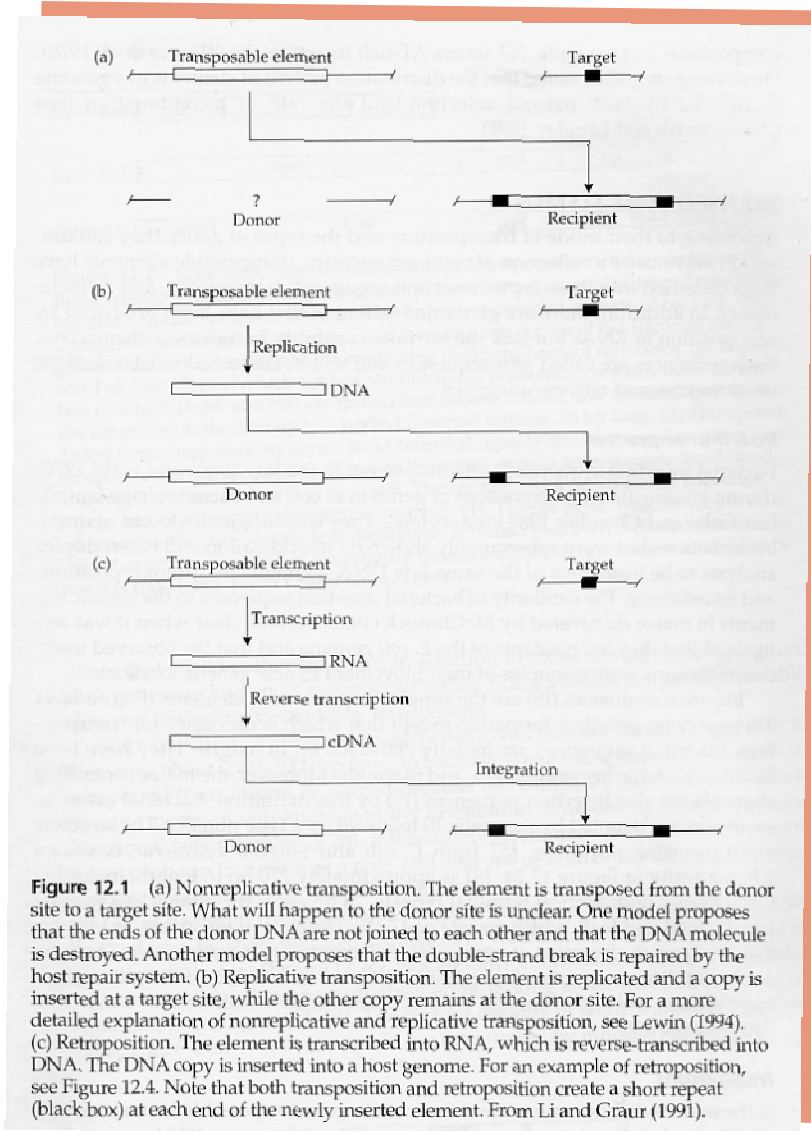 (a) Transposable element Target
?
Donor Recipient
(b) Transposable element Target
Replication
DNA
Donor Recipient
(c) Transposable element Target
Transcription
RNA
Reverse transcription
cDNA
Integration
Donor Recipient
Figure 12.1 (a) Nonreplicative transposition. The element is transposed from the donor
site to a target site. What will happen to the donor site is unclear. One model proposes
that the ends of the donor DNA are not joined to each other and that the DNA molecule
is destroyed. Another model proposes that the double-strand break is repaired by the
host repair system. (b) Replicative transposition. The element is replicated and a copy is
inserted at a target site, while the other copy remains at the donor site. For a more
detailed explanation of nonreplicative and replicative transposition, see Lewin (1994).
(c) Retroposition. The element is transcribed into RNA, which is reverse-transcribed into
DNA. The DNA copy is inserted into a host genome. For an example of retroposition,
see Figure 12.4. Note that both transposition and retroposition create a short repeat
(black box) at each end of the newly inserted element. From Li and Graur (1991).